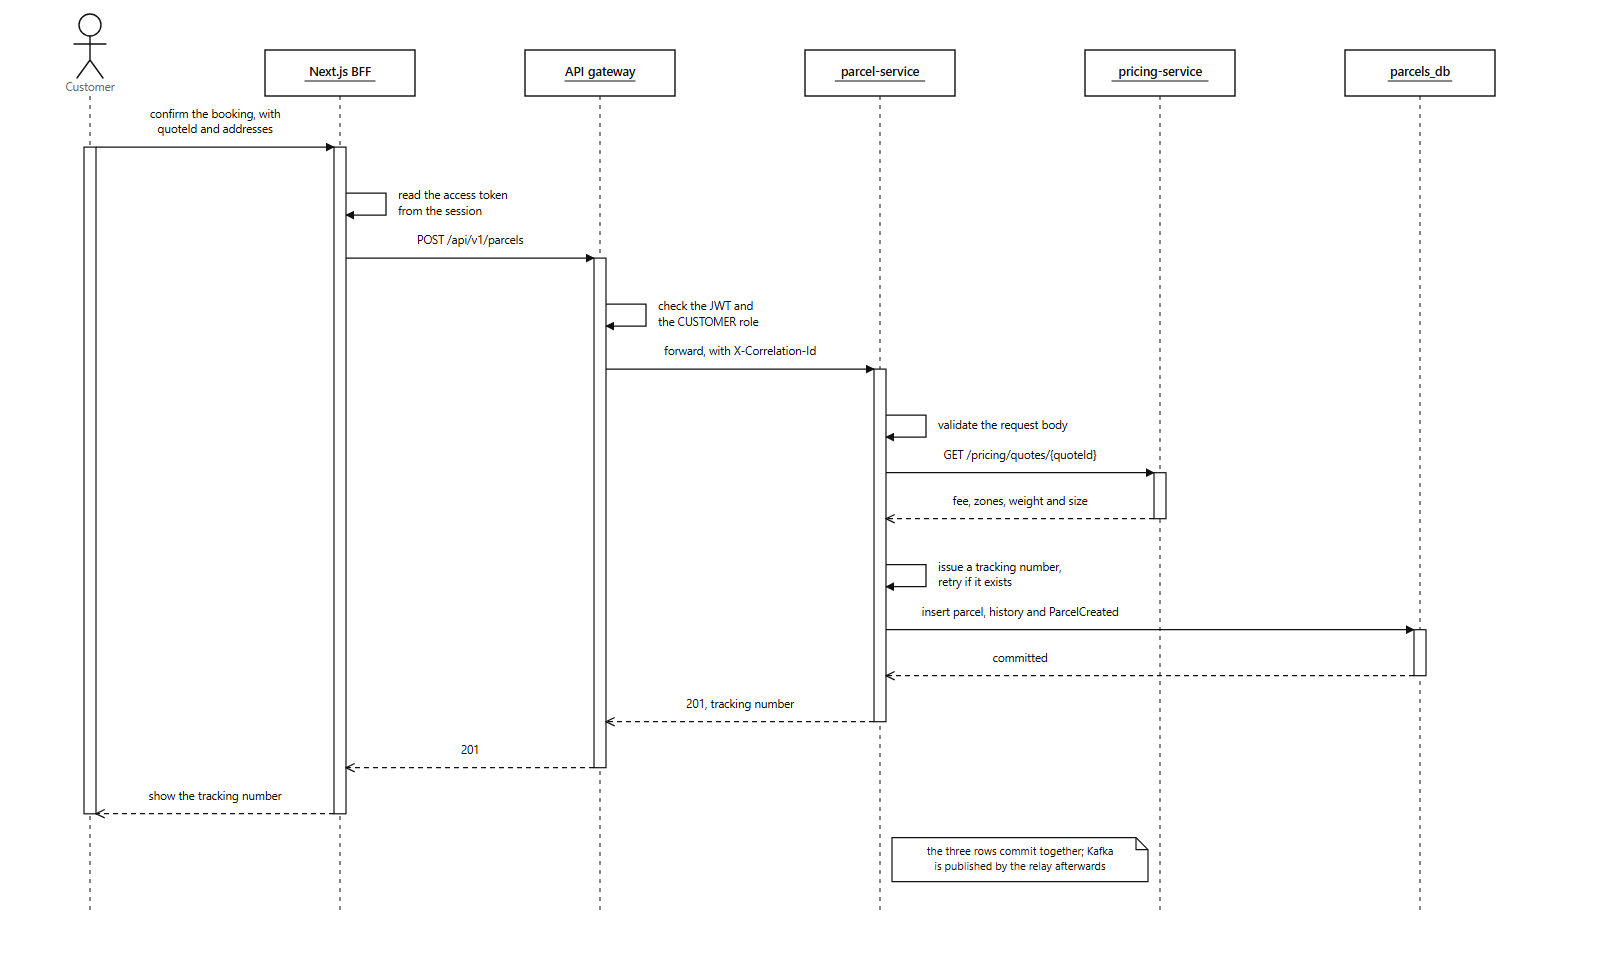 Customer
Next.js BFF
API gateway
parcel-service
pricing-service
parcels_db
confirm the booking, with
quoteId and addresses
read the access token
from the session
POST /api/v1/parcels
check the JWT and
the CUSTOMER role
forward, with X-Correlation-Id
validate the request body
GET /pricing/quotes/{quoteId}
fee, zones, weight and size
issue a tracking number,
retry if it exists
insert parcel, history and ParcelCreated
committed
201, tracking number
201
show the tracking number
the three rows commit together; Kafka
is published by the relay afterwards